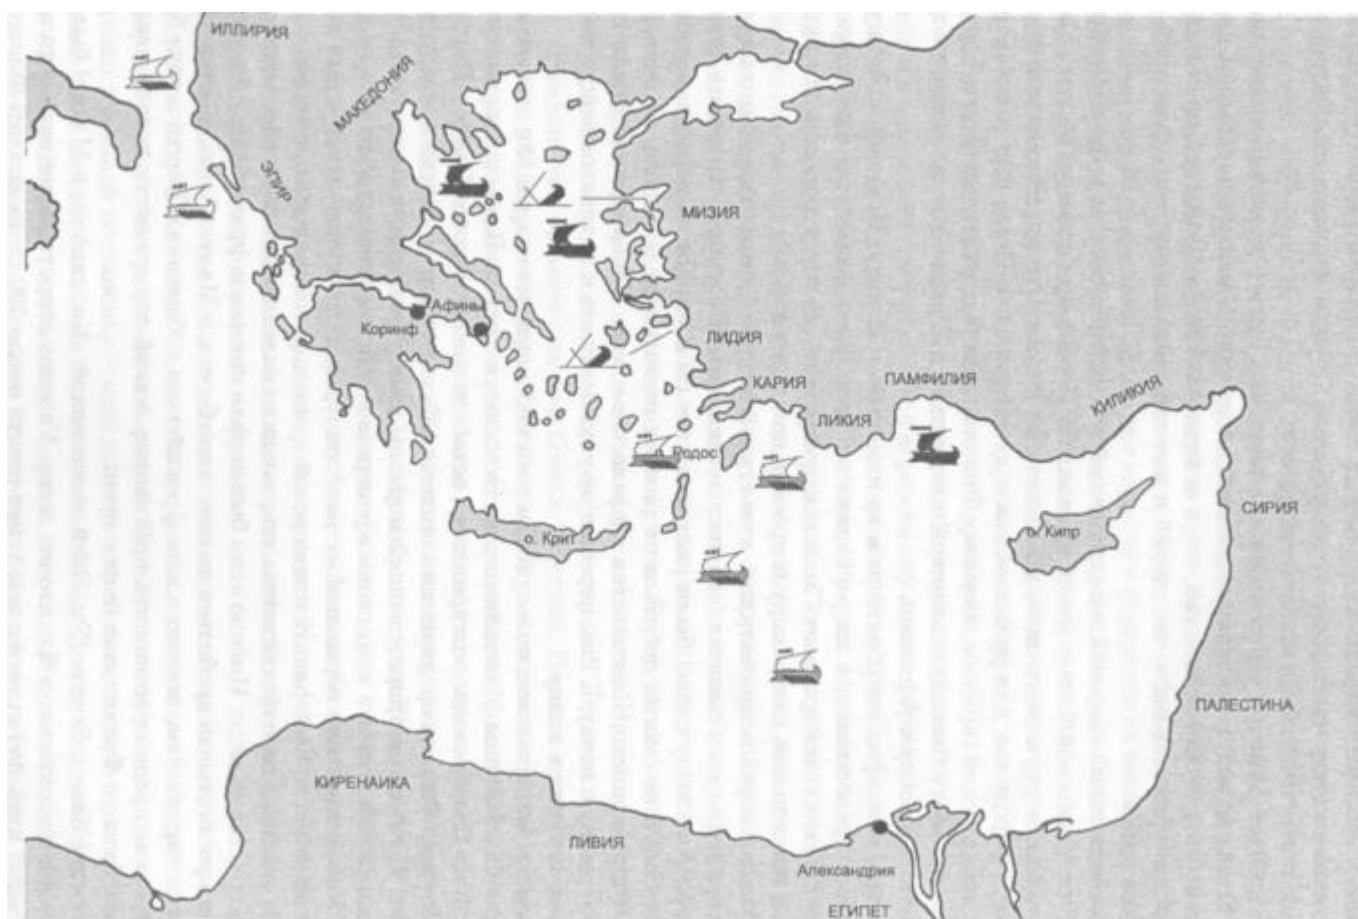 ИЛЛИРИЯ
МАКЕДОНИЯ
ЭПИР
МИЗИЯ
Афины
Коринф
ЛИДИЯ
КАРИЯ
ПАМФИЛИЯ
ЛИКИЯ
КИЛИКИЯ
о. Родос
о. Крит
о. Кипр
СИРИЯ
ПАЛЕСТИНА
КИРЕНАИКА
ЛИВИЯ
Александрия
ЕГИПЕТ